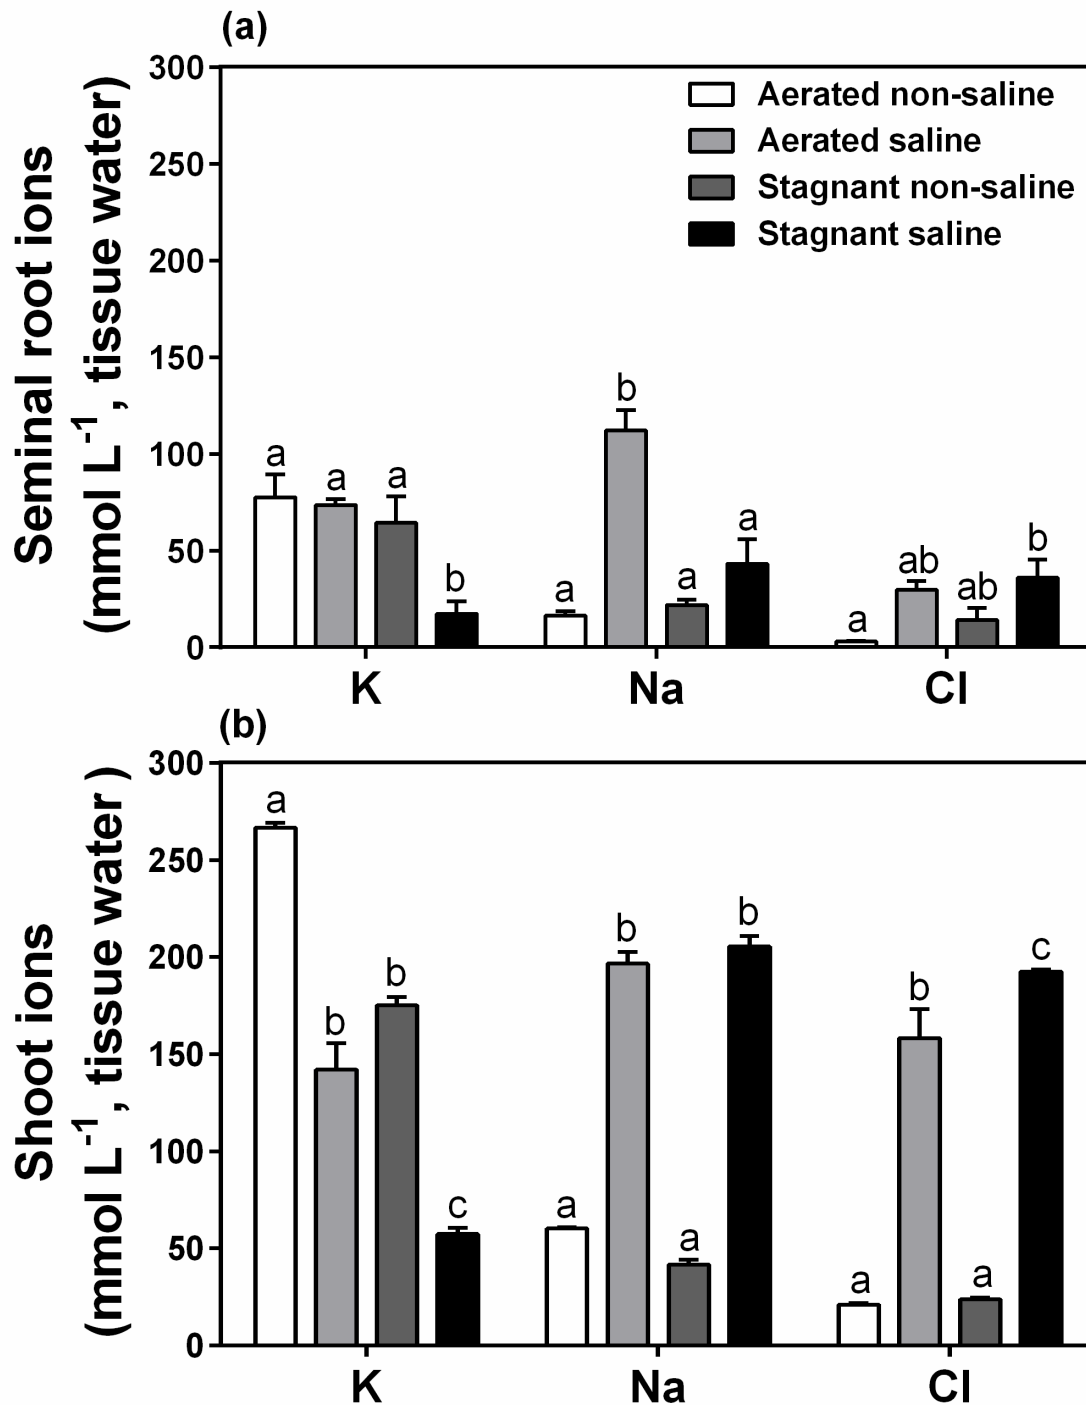 (a)
Seminal root ions
(mmol L-1, tissue water)
300
250
200
150
100
50
0
Aerated non-saline
Aerated saline
Stagnant non-saline
Stagnant saline
a a a b
a b a a
a ab ab b
K Na Cl
(b)
Shoot ions
(mmol L-1, tissue water )
300
250
200
150
100
50
0
a b b c
a b a b
a b a c
K Na Cl